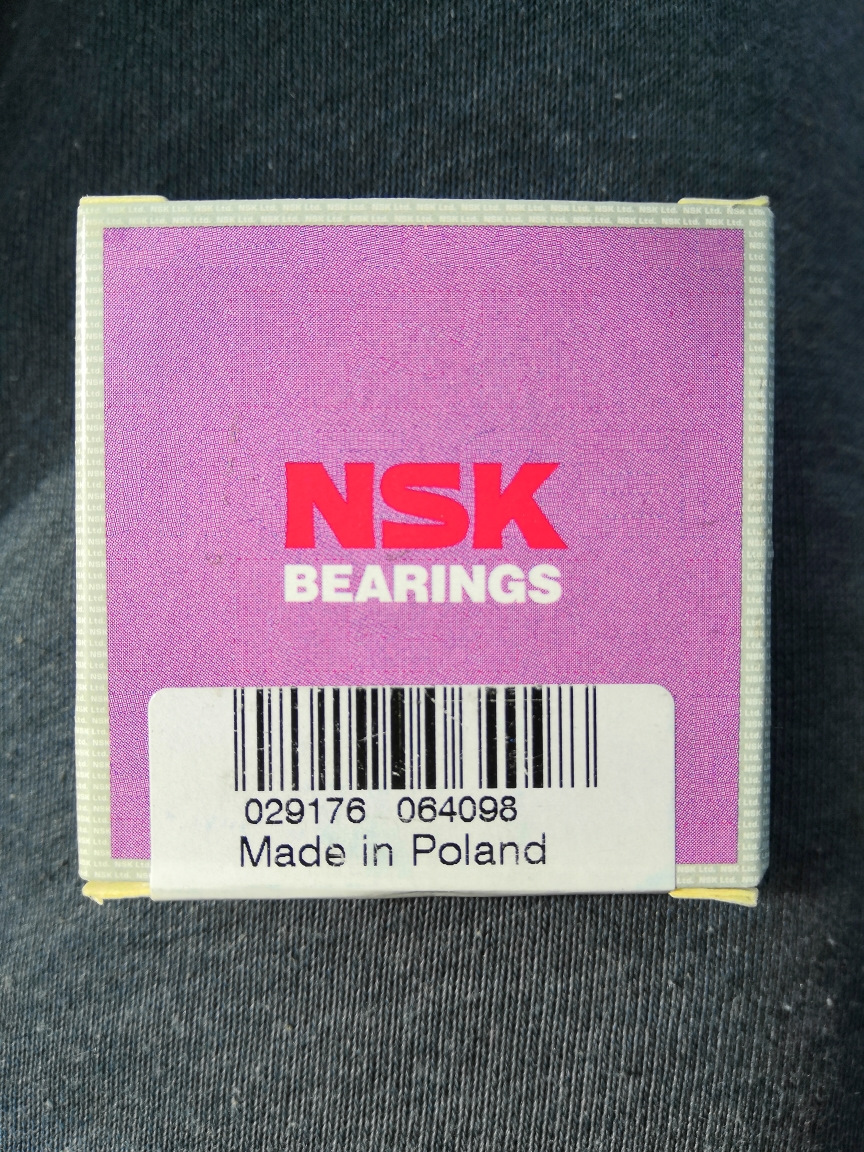 NSK
BEARINGS
029176 064098
Made in Poland